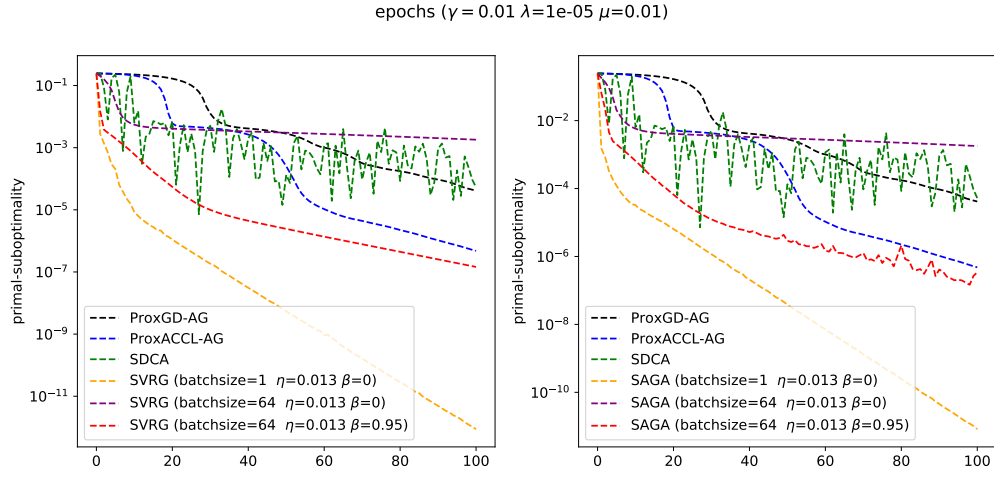 epochs (γ = 0.01 λ=1e-05 μ=0.01)
primal-suboptimality
10⁻¹
10⁻³
10⁻⁵
10⁻⁷
10⁻⁹
10⁻¹¹
ProxGD-AG
ProxACCL-AG
SDCA
SVRG (batchsize=1 η=0.013 β=0)
SVRG (batchsize=64 η=0.013 β=0)
SVRG (batchsize=64 η=0.013 β=0.95)
0 20 40 60 80 100
primal-suboptimality
10⁻²
10⁻⁴
10⁻⁶
10⁻⁸
10⁻¹⁰
ProxGD-AG
ProxACCL-AG
SDCA
SAGA (batchsize=1 η=0.013 β=0)
SAGA (batchsize=64 η=0.013 β=0)
SAGA (batchsize=64 η=0.013 β=0.95)
0 20 40 60 80 100